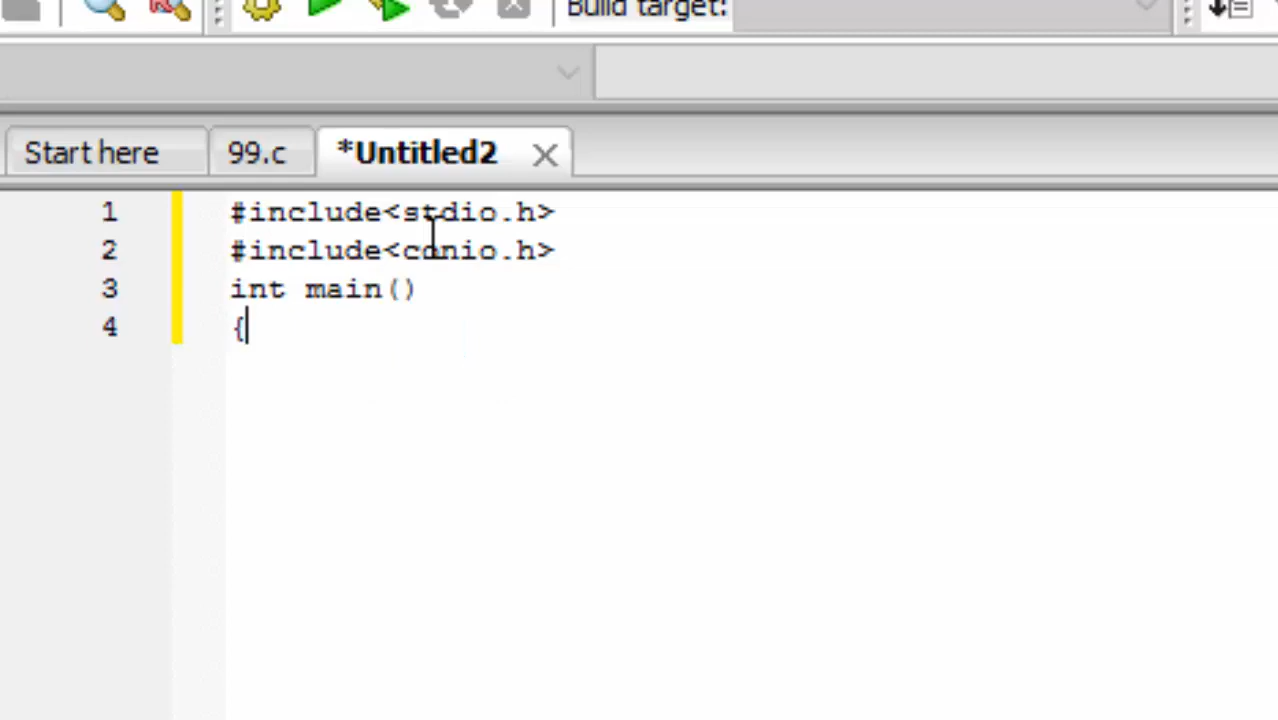 Build target:
Start here 99.c *Untitled2
1 #include<stdio.h>
2 #include<conio.h>
3 int main()
4 {